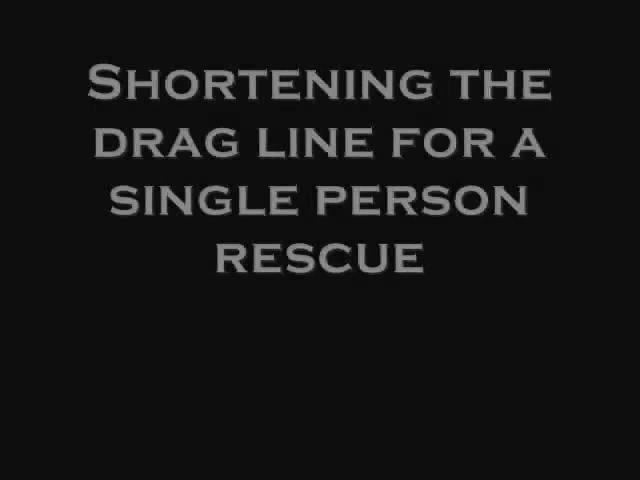 Shortening the
drag line for a
single person
rescue